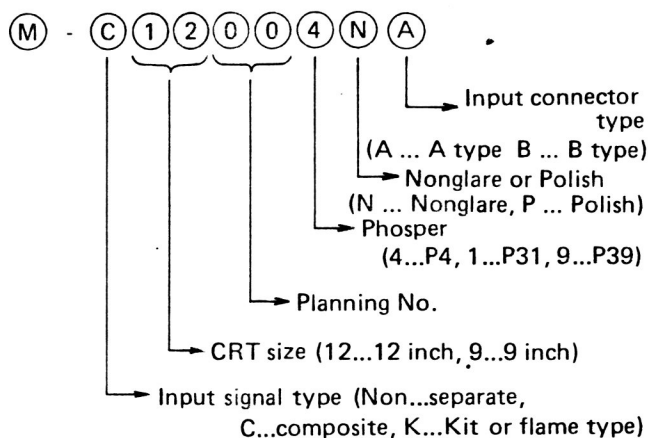 M - C 1 2 0 0 4 N A
Input connector
type
(A ... A type B ... B type)
Nonglare or Polish
(N ... Nonglare, P ... Polish)
Phosper
(4...P4, 1...P31, 9...P39)
Planning No.
CRT size (12...12 inch, 9...9 inch)
Input signal type (Non...separate,
C...composite, K...Kit or flame type)